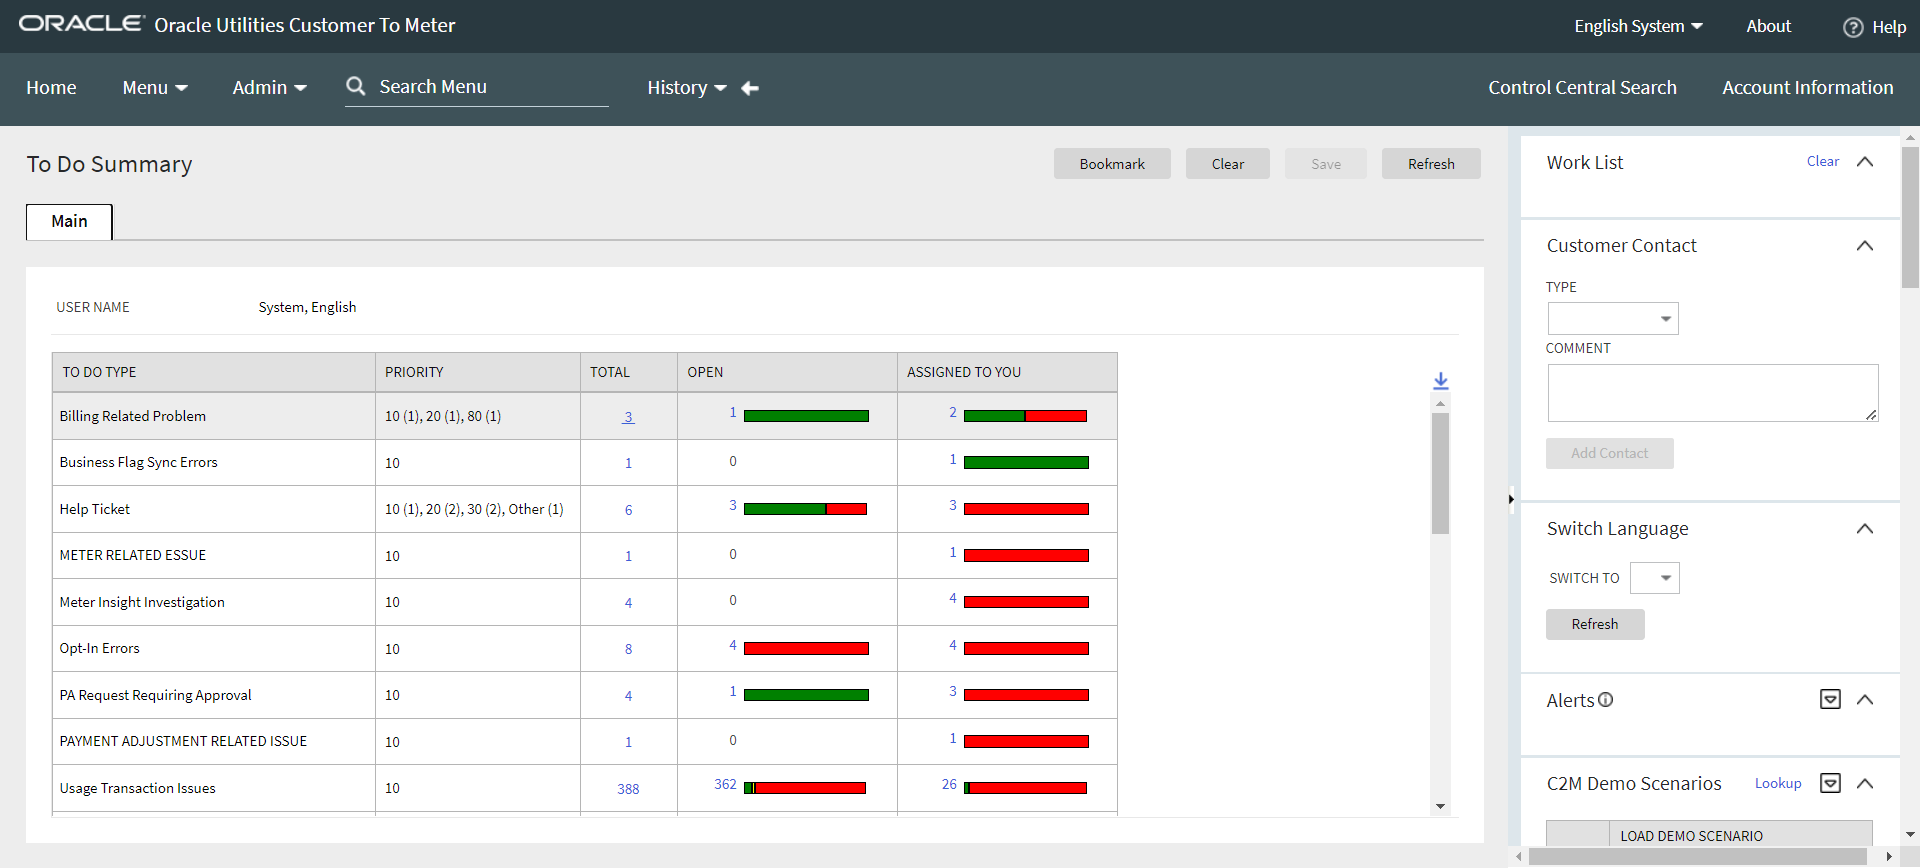 ORACLE Oracle Utilities Customer To Meter English System About Help
Home Menu Admin Search Menu History Control Central Search Account Information
To Do Summary Bookmark Clear Save Refresh
Main
USER NAME System, English
TO DO TYPE PRIORITY TOTAL OPEN ASSIGNED TO YOU
Billing Related Problem 10 (1), 20 (1), 80 (1) 3 1 2
Business Flag Sync Errors 10 1 0 1
Help Ticket 10 (1), 20 (2), 30 (2), Other (1) 6 3 3
METER RELATED ESSUE 10 1 0 1
Meter Insight Investigation 10 4 0 4
Opt-In Errors 10 8 4 4
PA Request Requiring Approval 10 4 1 3
PAYMENT ADJUSTMENT RELATED ISSUE 10 1 0 1
Usage Transaction Issues 10 388 362 26
Work List Clear
Customer Contact
TYPE
COMMENT
Add Contact
Switch Language
SWITCH TO
Refresh
Alerts
C2M Demo Scenarios Lookup
LOAD DEMO SCENARIO